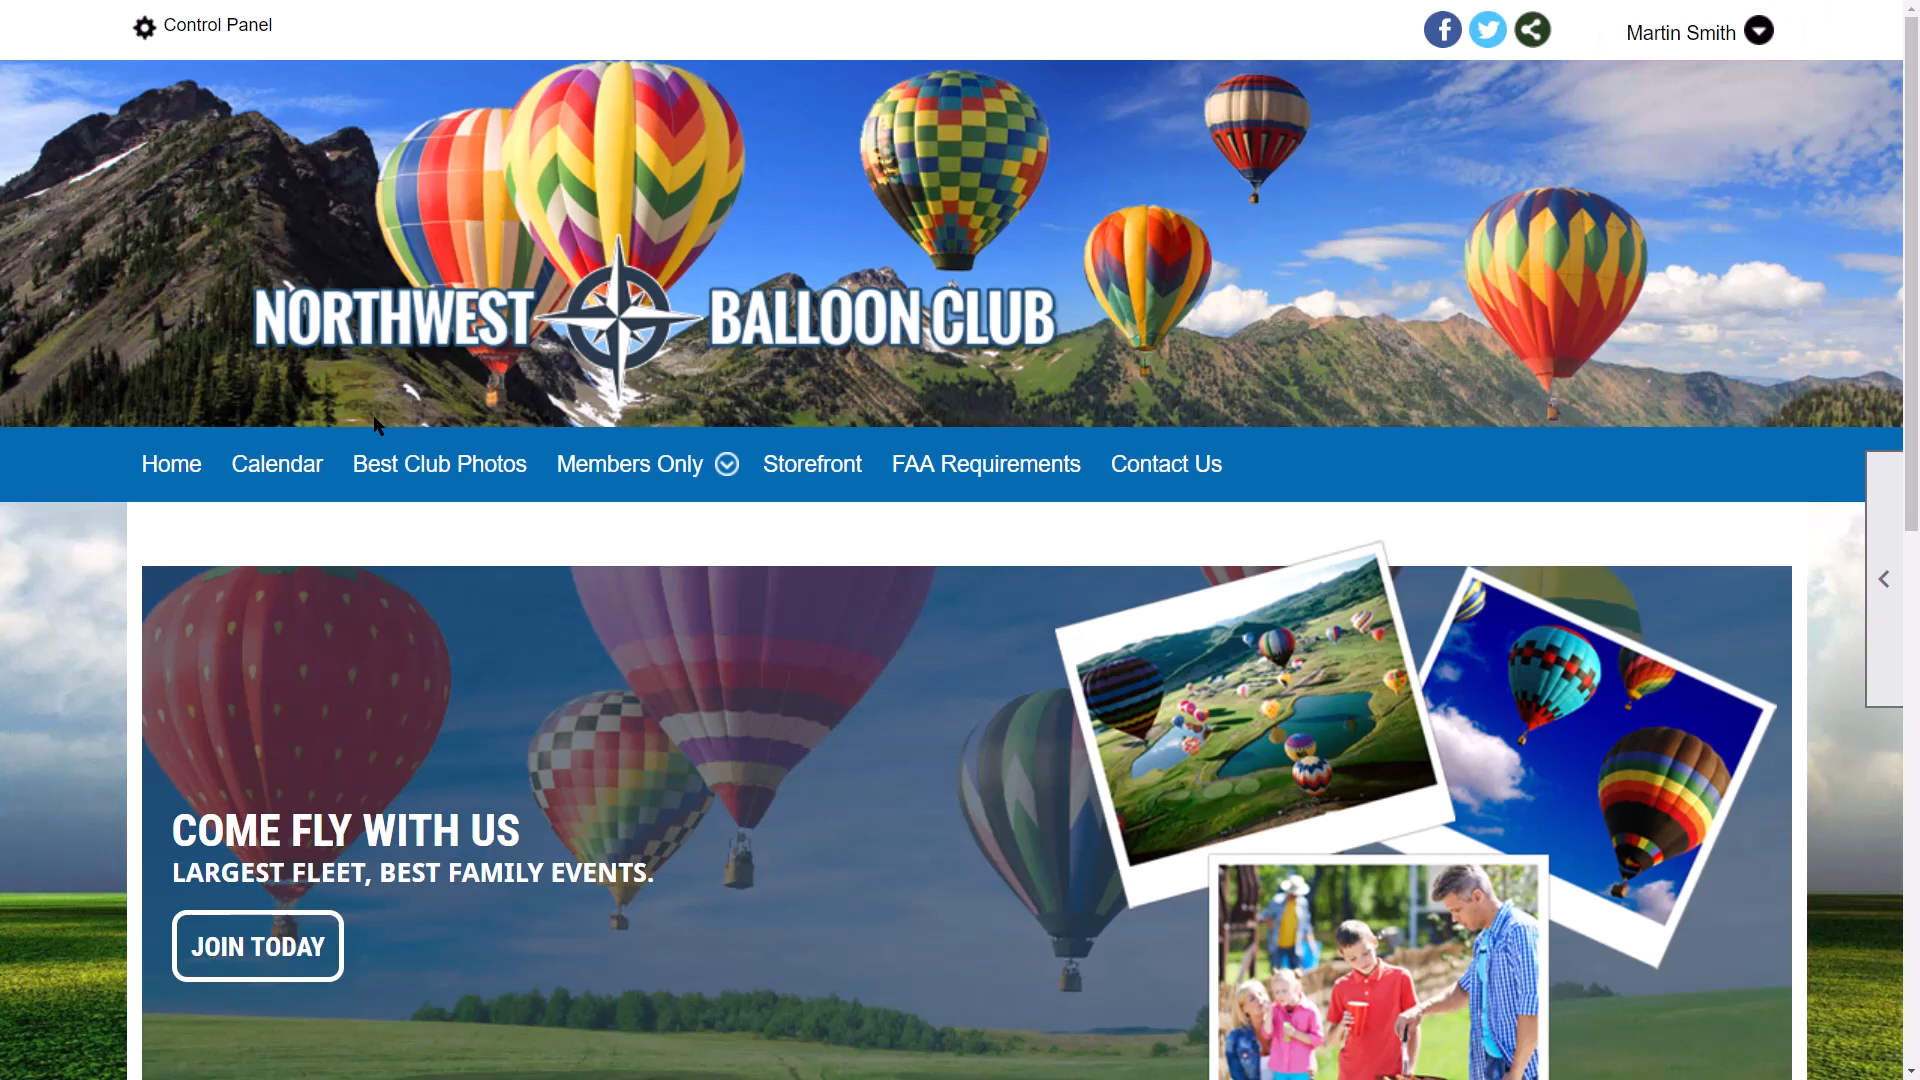 Control Panel
Martin Smith
NORTHWEST BALLOON CLUB
Home Calendar Best Club Photos Members Only Storefront FAA Requirements Contact Us
COME FLY WITH US
LARGEST FLEET, BEST FAMILY EVENTS.
JOIN TODAY